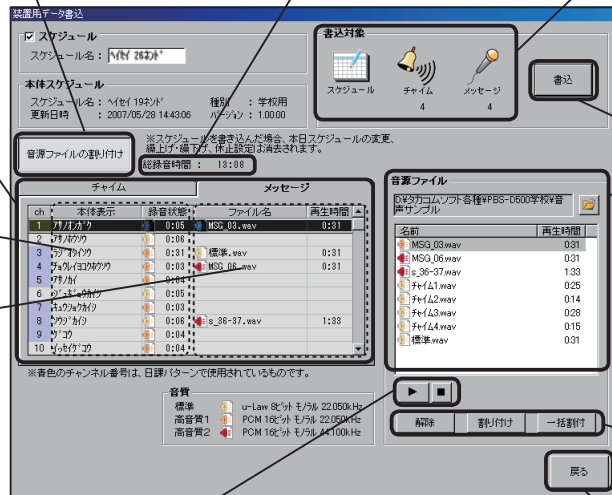 装置用データ書込
スケジュール
スケジュール名： ﾍｲｾｲ 26ﾈﾝﾄﾞ
本体スケジュール
スケジュール名：ﾍｲｾｲ 19ﾈﾝﾄﾞ 種別 ：学校用
更新日時 ：2007/05/28 14:43:06 ﾊﾞｰｼﾞｮﾝ：1.00.00
書込対象
スケジュール チャイム メッセージ
4 4
書込
音源ファイルの割り付け
※スケジュールを書き込んだ場合、本日スケジュールの変更、
繰上げ・繰下げ、休止設定は消去されます。
総録音時間 ： 13:08
チャイム メッセージ
ch 本体表示 録音状態 ファイル名 再生時間
1 ｱｻﾉｵﾝｶﾞｸ 0:05 MSG_03.wav 0:31
2 ｱｻﾉﾎｳｿｳ 0:06
3 ﾗｼﾞｵﾀｲｿｳ 0:31 標準.wav 0:31
4 ﾁｮｳﾚｲﾖｺｸﾎｳｿｳ 0:03 MSG_06.wav 0:31
5 ｱｻﾉｶｲ 0:04
6 0:05
7 ｷｭｳｼｮｸｶｲｼ 0:03
8 ｿｳｼﾞｶｲｼ 0:06 s_36-37.wav 1:33
9 ｹﾞｺｳ 0:04
10 ｲｯｾｲｹﾞｺｳ 0:04
※青色のチャンネル番号は、日課パターンで使用されているものです。
音質
標準 u-Law 8ﾋﾞｯﾄ ﾓﾉﾗﾙ 22.050kHz
高音質1 PCM 16ﾋﾞｯﾄ ﾓﾉﾗﾙ 22.050kHz
高音質2 PCM 16ﾋﾞｯﾄ ﾓﾉﾗﾙ 44.100kHz
音源ファイル
D:¥タカコムソフト各種¥PBS-D600学校¥音
声サンプル
名前 再生時間
MSG_03.wav 0:31
MSG_06.wav 0:31
s_36-37.wav 1:33
ﾁｬｲﾑ1.wav 0:25
ﾁｬｲﾑ2.wav 0:14
ﾁｬｲﾑ3.wav 0:28
ﾁｬｲﾑ4.wav 0:15
標準.wav 0:31
解除 割り付け 一括割付
戻る